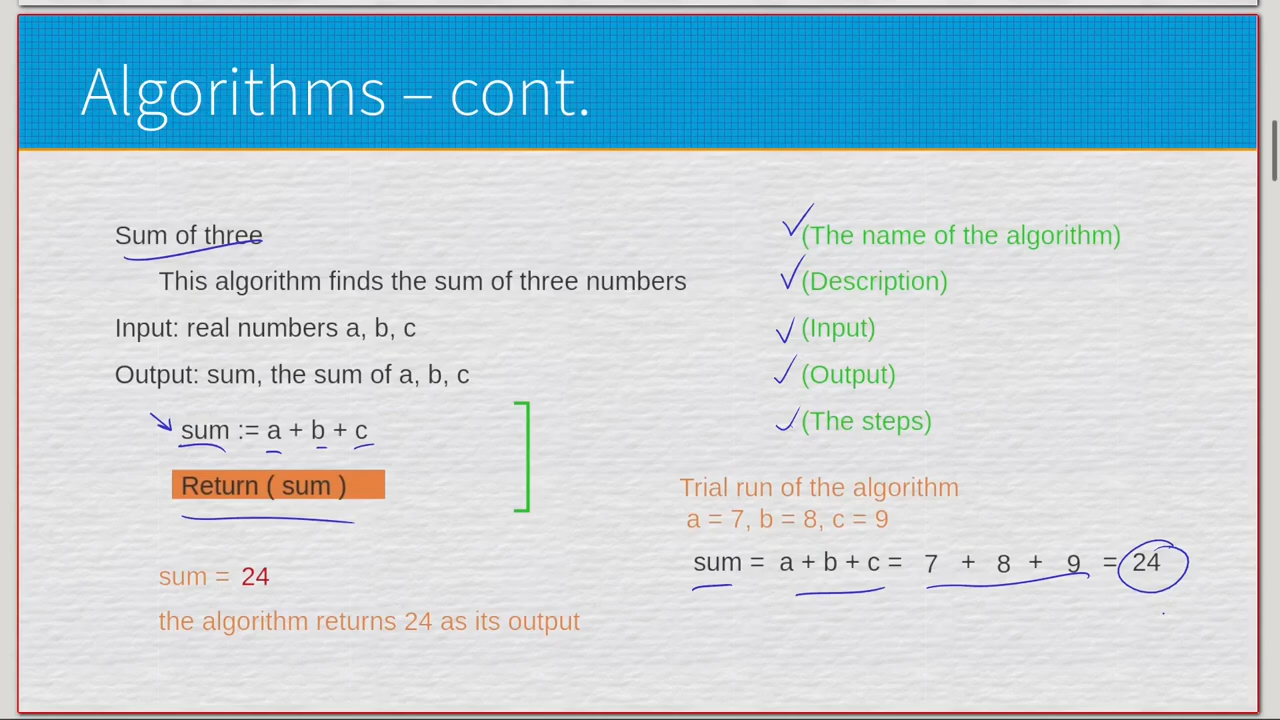 Algorithms – cont.
Sum of three (The name of the algorithm)
This algorithm finds the sum of three numbers (Description)
Input: real numbers a, b, c (Input)
Output: sum, the sum of a, b, c (Output)
sum := a + b + c (The steps)
Return ( sum )
Trial run of the algorithm
a = 7, b = 8, c = 9
sum = a + b + c = 7 + 8 + 9 = 24
sum = 24
the algorithm returns 24 as its output